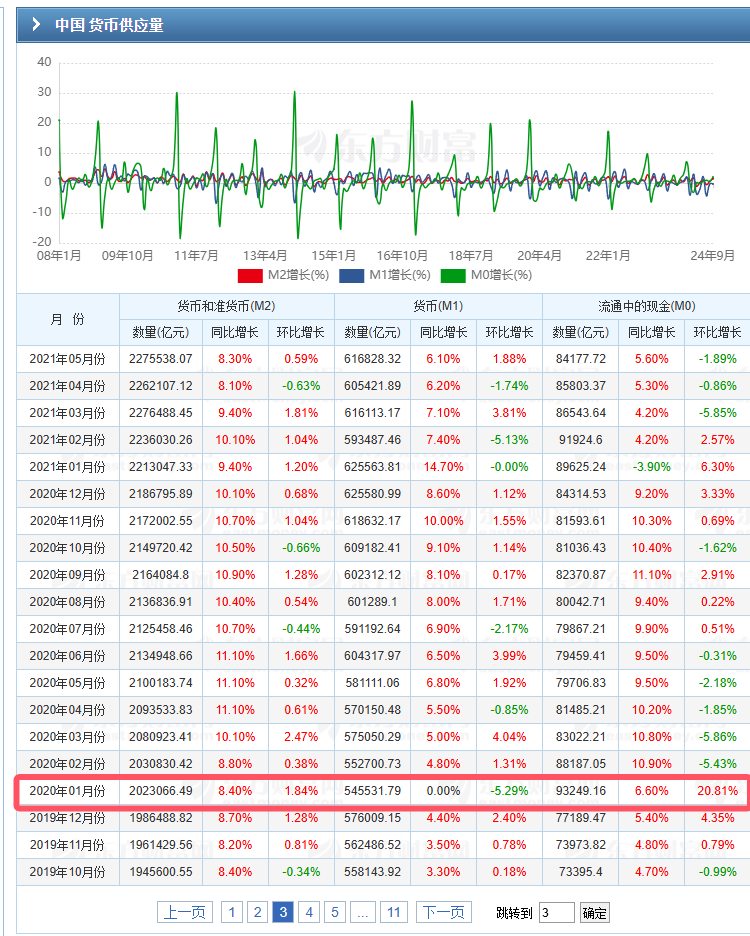 中国 货币供应量
40
30
20
10
0
-10
-20
东方财富
08年1月 09年10月 11年7月 13年4月 15年1月 16年10月 18年7月 20年4月 22年1月 24年9月
M2增长(%) M1增长(%) M0增长(%)
月 份 货币和准货币(M2) 货币(M1) 流通中的现金(M0)
数量(亿元) 同比增长 环比增长 数量(亿元) 同比增长 环比增长 数量(亿元) 同比增长 环比增长
2021年05月份 2275538.07 8.30% 0.59% 616828.32 6.10% 1.88% 84177.72 5.60% -1.89%
2021年04月份 2262107.12 8.10% -0.63% 605421.89 6.20% -1.74% 85803.37 5.30% -0.86%
2021年03月份 2276488.45 9.40% 1.81% 616113.17 7.10% 3.81% 86543.64 4.20% -5.85%
2021年02月份 2236030.26 10.10% 1.04% 593487.46 7.40% -5.13% 91924.6 4.20% 2.57%
2021年01月份 2213047.33 9.40% 1.20% 625563.81 14.70% -0.00% 89625.24 -3.90% 6.30%
2020年12月份 2186795.89 10.10% 0.68% 625580.99 8.60% 1.12% 84314.53 9.20% 3.33%
2020年11月份 2172002.55 10.70% 1.04% 618632.17 10.00% 1.55% 81593.61 10.30% 0.69%
2020年10月份 2149720.42 10.50% -0.66% 609182.41 9.10% 1.14% 81036.43 10.40% -1.62%
2020年09月份 2164084.8 10.90% 1.28% 602312.12 8.10% 0.17% 82370.87 11.10% 2.91%
2020年08月份 2136836.91 10.40% 0.54% 601289.1 8.00% 1.71% 80042.71 9.40% 0.22%
2020年07月份 2125458.46 10.70% -0.44% 591192.64 6.90% -2.17% 79867.21 9.90% 0.51%
2020年06月份 2134948.66 11.10% 1.66% 604317.97 6.50% 3.99% 79459.41 9.50% -0.31%
2020年05月份 2100183.74 11.10% 0.32% 581111.06 6.80% 1.92% 79706.83 9.50% -2.18%
2020年04月份 2093533.83 11.10% 0.61% 570150.48 5.50% -0.85% 81485.21 10.20% -1.85%
2020年03月份 2080923.41 10.10% 2.47% 575050.29 5.00% 4.04% 83022.21 10.80% -5.86%
2020年02月份 2030830.42 8.80% 0.38% 552700.73 4.80% 1.31% 88187.05 10.90% -5.43%
2020年01月份 2023066.49 8.40% 1.84% 545531.79 0.00% -5.29% 93249.16 6.60% 20.81%
2019年12月份 1986488.82 8.70% 1.28% 576009.15 4.40% 2.40% 77189.47 5.40% 4.35%
2019年11月份 1961429.56 8.20% 0.81% 562486.52 3.50% 0.78% 73973.82 4.80% 0.79%
2019年10月份 1945600.55 8.40% -0.34% 558143.92 3.30% 0.18% 73395.4 4.70% -0.99%
上一页 1 2 3 4 5 ... 11 下一页 跳转到 3 确定